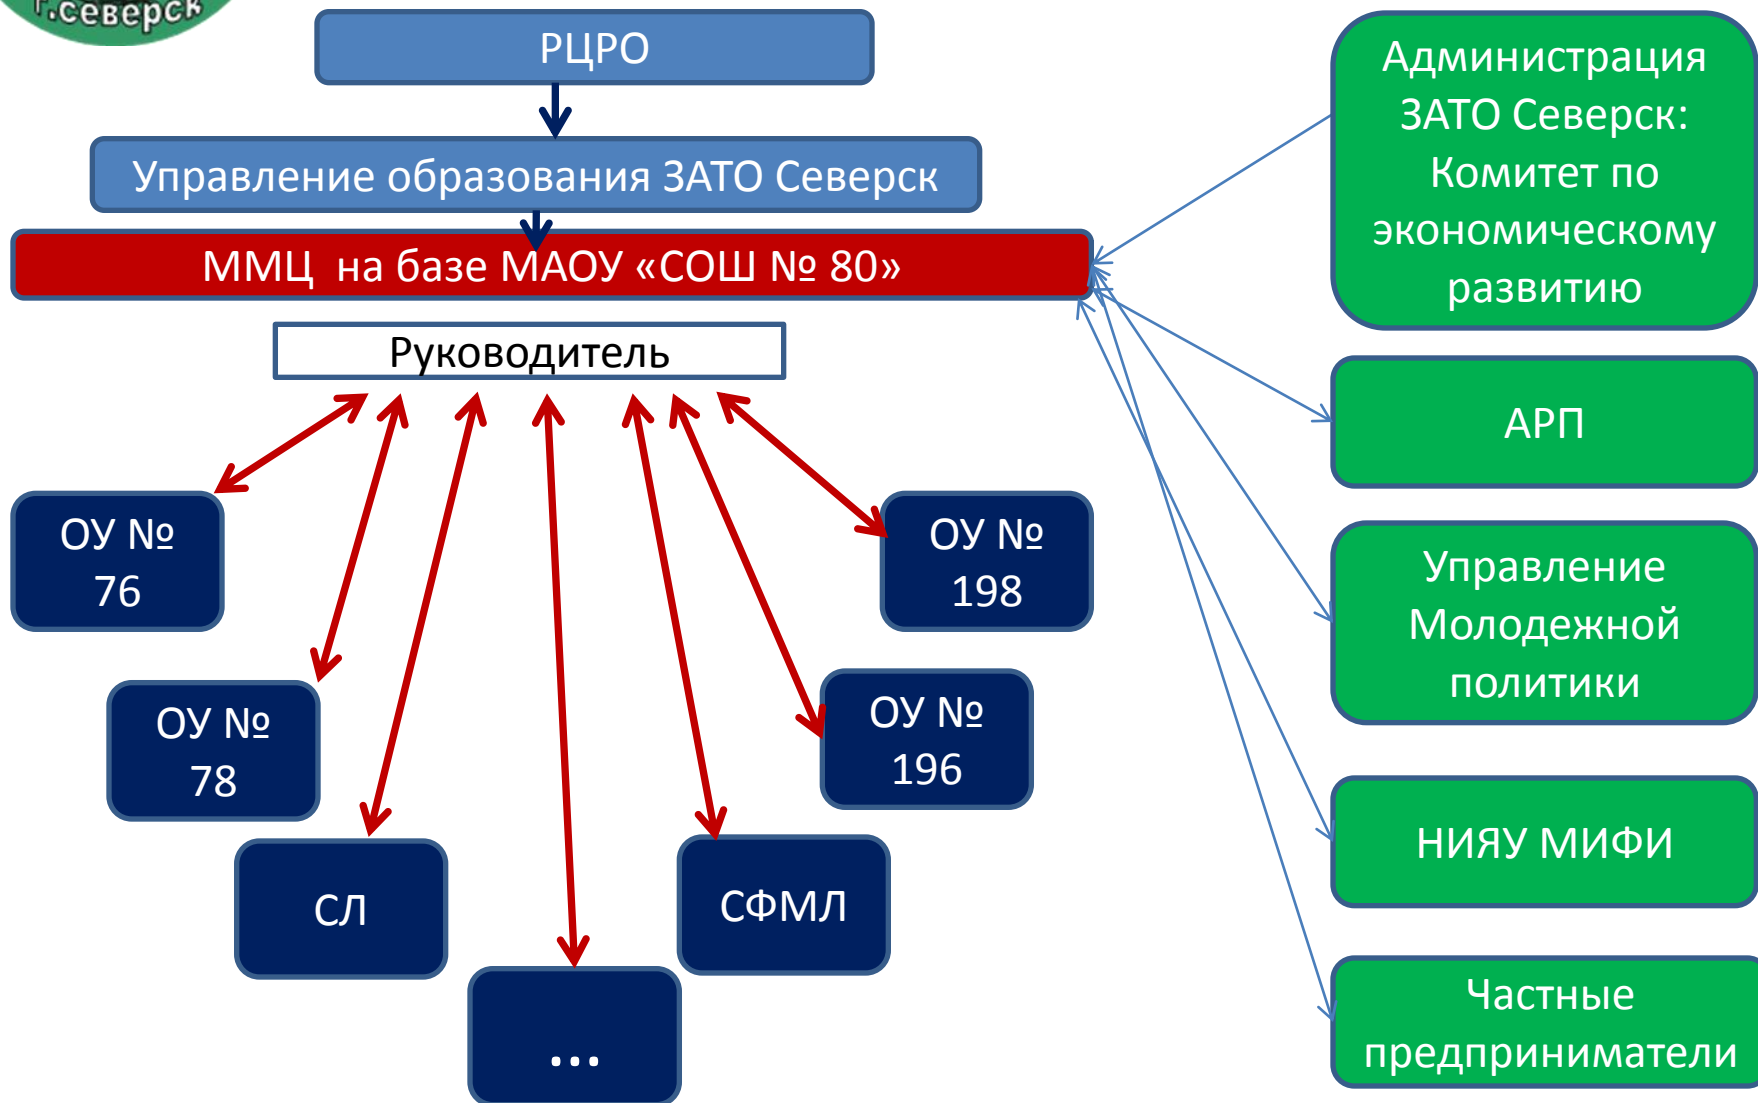 г.северск
РЦРО
Управление образования ЗАТО Северск
ММЦ на базе МАОУ «СОШ № 80»
Руководитель
ОУ №
76
ОУ №
78
СЛ
...
СФМЛ
ОУ №
196
ОУ №
198
Администрация
ЗАТО Северск:
Комитет по
экономическому
развитию
АРП
Управление
Молодежной
политики
НИЯУ МИФИ
Частные
предприниматели